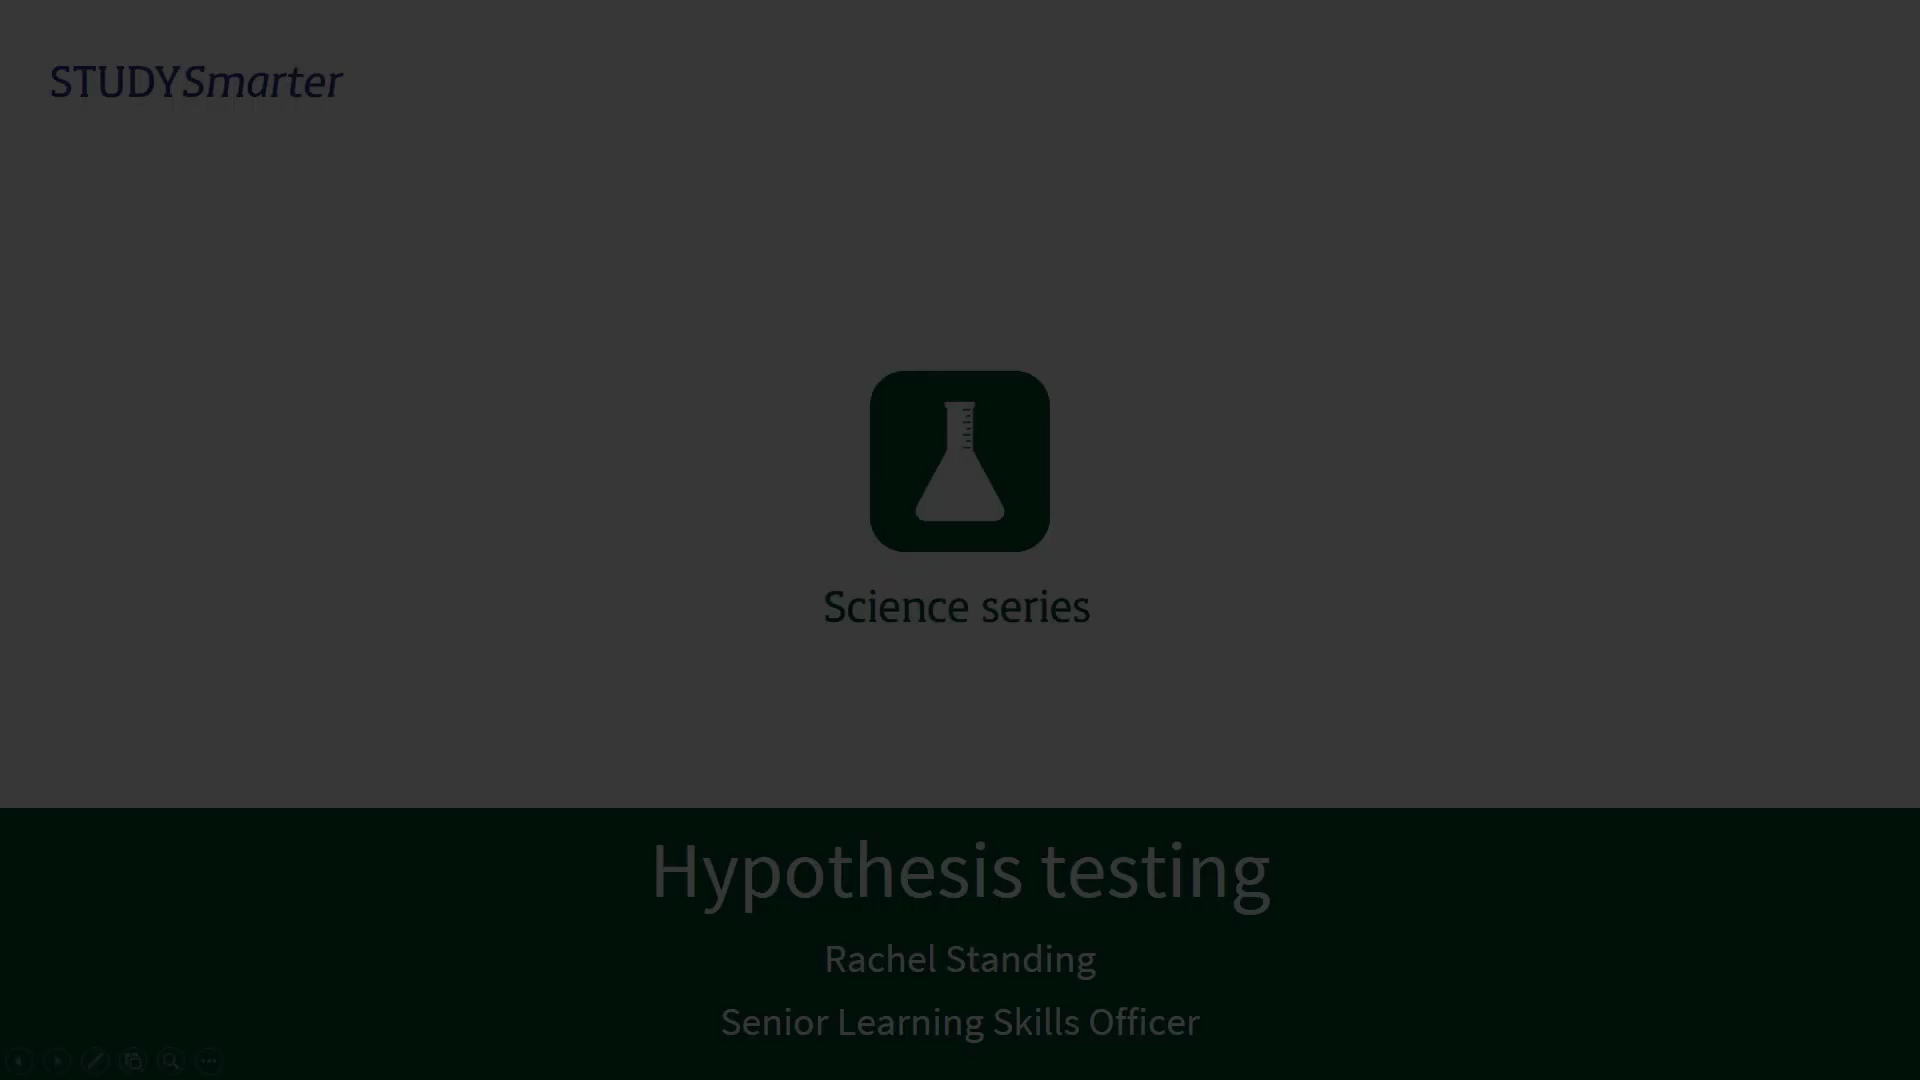 STUDYSmarter
Science series
Hypothesis testing
Rachel Standing
Senior Learning Skills Officer